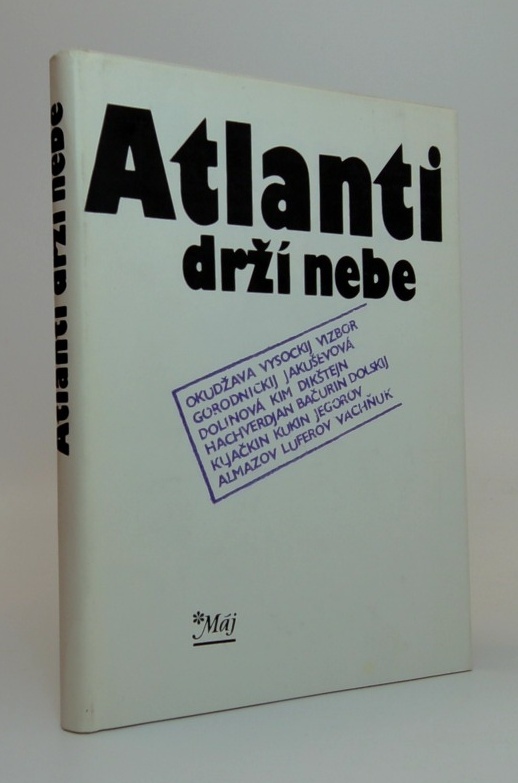 Atlanti
drží nebe
OKUDŽAVA VYSOCKIJ VIZBOR
GORODNICKIJ JAKUŠEVOVÁ
DOLINOVÁ KIM DIKŠTEJN
HACHVERDJAN BAČURIN DOLSKIJ
KLJAČKIN KUKIN JEGOROV
ALMAZOV LUFEROV VACHŇUK
*Máj
Atlanti drží nebe